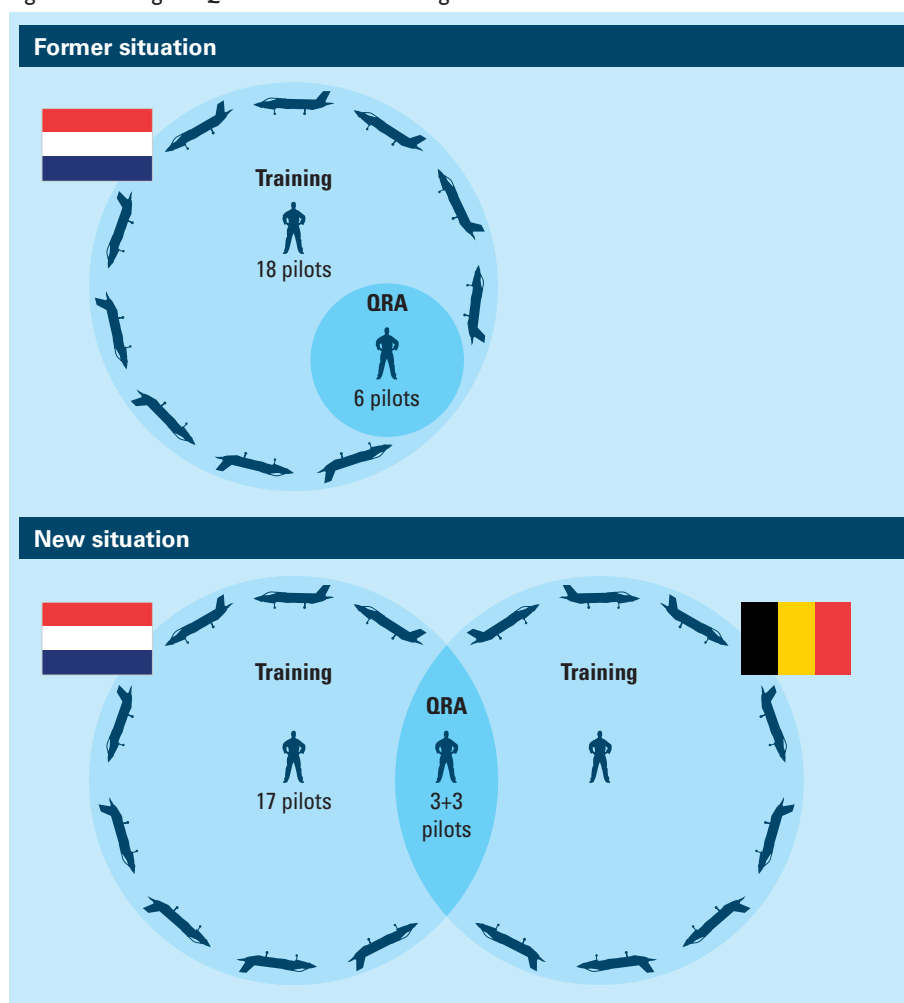 Former situation
Training
18 pilots
QRA
6 pilots
New situation
Training
17 pilots
QRA
3+3
pilots
Training